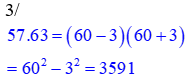 3/
57.63 = (60 − 3)(60 + 3)
= 60² − 3² = 3591